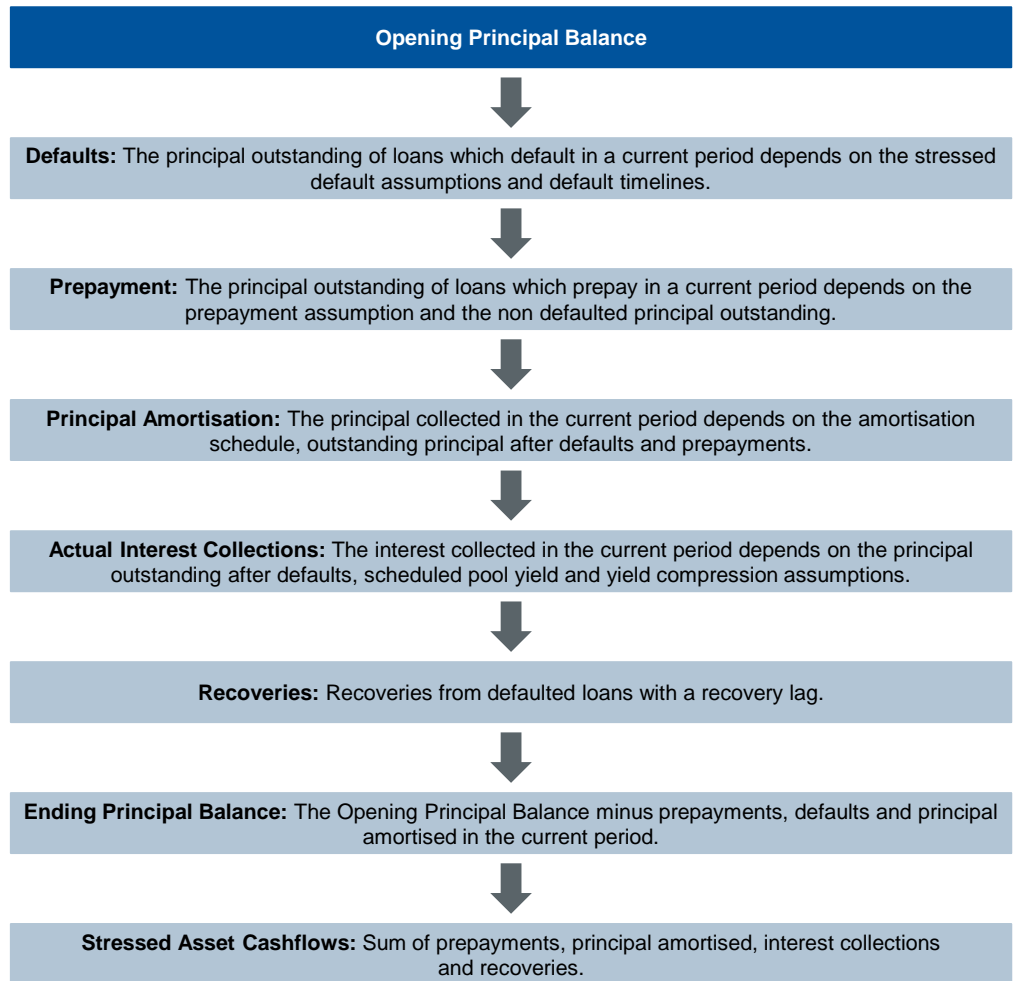 Opening Principal Balance
Defaults: The principal outstanding of loans which default in a current period depends on the stressed
default assumptions and default timelines.
Prepayment: The principal outstanding of loans which prepay in a current period depends on the
prepayment assumption and the non defaulted principal outstanding.
Principal Amortisation: The principal collected in the current period depends on the amortisation
schedule, outstanding principal after defaults and prepayments.
Actual Interest Collections: The interest collected in the current period depends on the principal
outstanding after defaults, scheduled pool yield and yield compression assumptions.
Recoveries: Recoveries from defaulted loans with a recovery lag.
Ending Principal Balance: The Opening Principal Balance minus prepayments, defaults and principal
amortised in the current period.
Stressed Asset Cashflows: Sum of prepayments, principal amortised, interest collections
and recoveries.